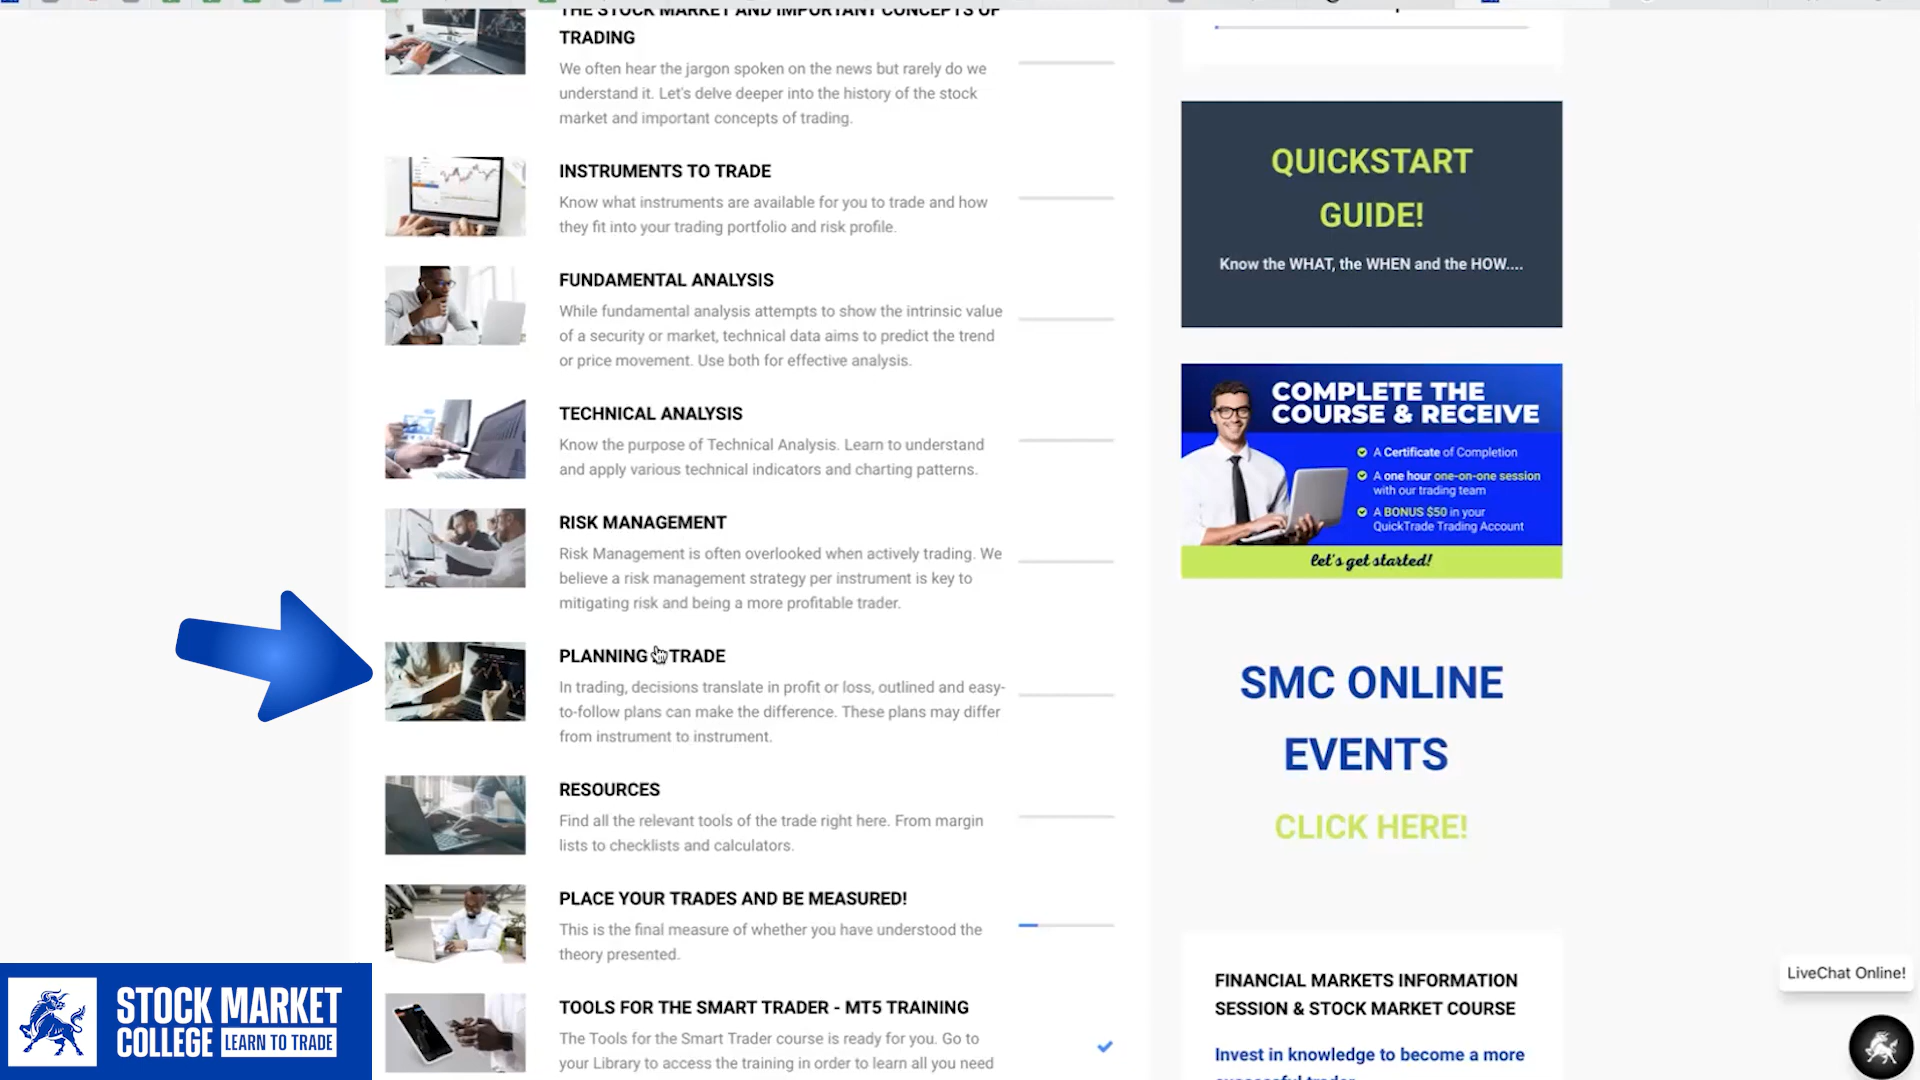 THE STOCK MARKET AND IMPORTANT CONCEPTS OF
TRADING
We often hear the jargon spoken on the news but rarely do we
understand it. Let's delve deeper into the history of the stock
market and important concepts of trading.
INSTRUMENTS TO TRADE
Know what instruments are available for you to trade and how
they fit into your trading portfolio and risk profile.
FUNDAMENTAL ANALYSIS
While fundamental analysis attempts to show the intrinsic value
of a security or market, technical data aims to predict the trend
or price movement. Use both for effective analysis.
TECHNICAL ANALYSIS
Know the purpose of Technical Analysis. Learn to understand
and apply various technical indicators and charting patterns.
RISK MANAGEMENT
Risk Management is often overlooked when actively trading. We
believe a risk management strategy per instrument is key to
mitigating risk and being a more profitable trader.
PLANNING TRADE
In trading, decisions translate in profit or loss, outlined and easy-
to-follow plans can make the difference. These plans may differ
from instrument to instrument.
RESOURCES
Find all the relevant tools of the trade right here. From margin
lists to checklists and calculators.
PLACE YOUR TRADES AND BE MEASURED!
This is the final measure of whether you have understood the
theory presented.
TOOLS FOR THE SMART TRADER - MT5 TRAINING
The Tools for the Smart Trader course is ready for you. Go to
your Library to access the training in order to learn all you need
QUICKSTART
GUIDE!
Know the WHAT, the WHEN and the HOW....
COMPLETE THE
COURSE & RECEIVE
A Certificate of Completion
A one hour one-on-one session
with our trading team
A BONUS $50 in your
QuickTrade Trading Account
let's get started!
SMC ONLINE
EVENTS
CLICK HERE!
FINANCIAL MARKETS INFORMATION
SESSION & STOCK MARKET COURSE
Invest in knowledge to become a more
successful trader
LiveChat Online!
STOCK MARKET
COLLEGE LEARN TO TRADE